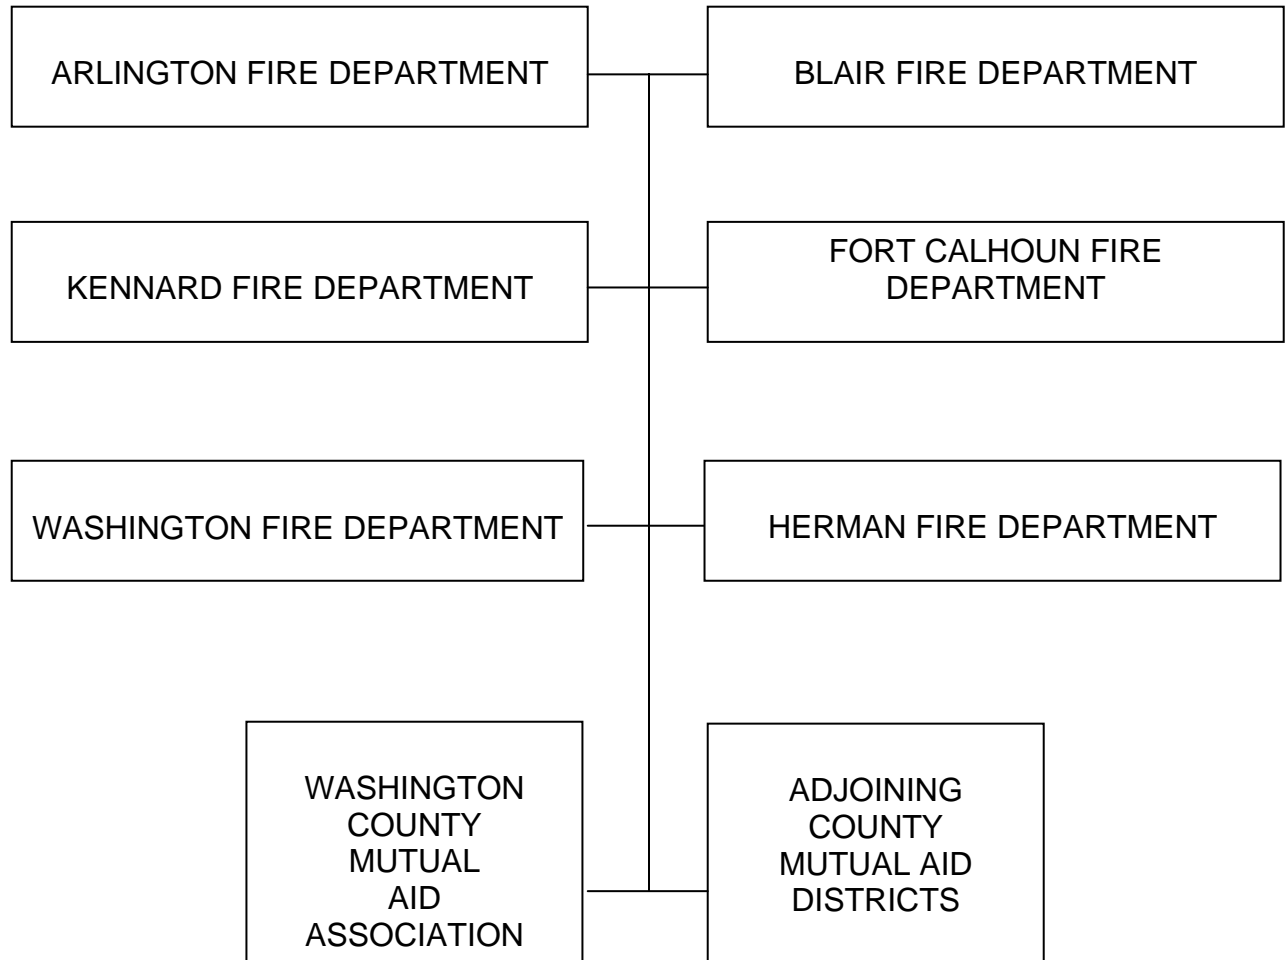 ARLINGTON FIRE DEPARTMENT
BLAIR FIRE DEPARTMENT
KENNARD FIRE DEPARTMENT
FORT CALHOUN FIRE
DEPARTMENT
WASHINGTON FIRE DEPARTMENT
HERMAN FIRE DEPARTMENT
WASHINGTON
COUNTY
MUTUAL
AID
ASSOCIATION
ADJOINING
COUNTY
MUTUAL AID
DISTRICTS